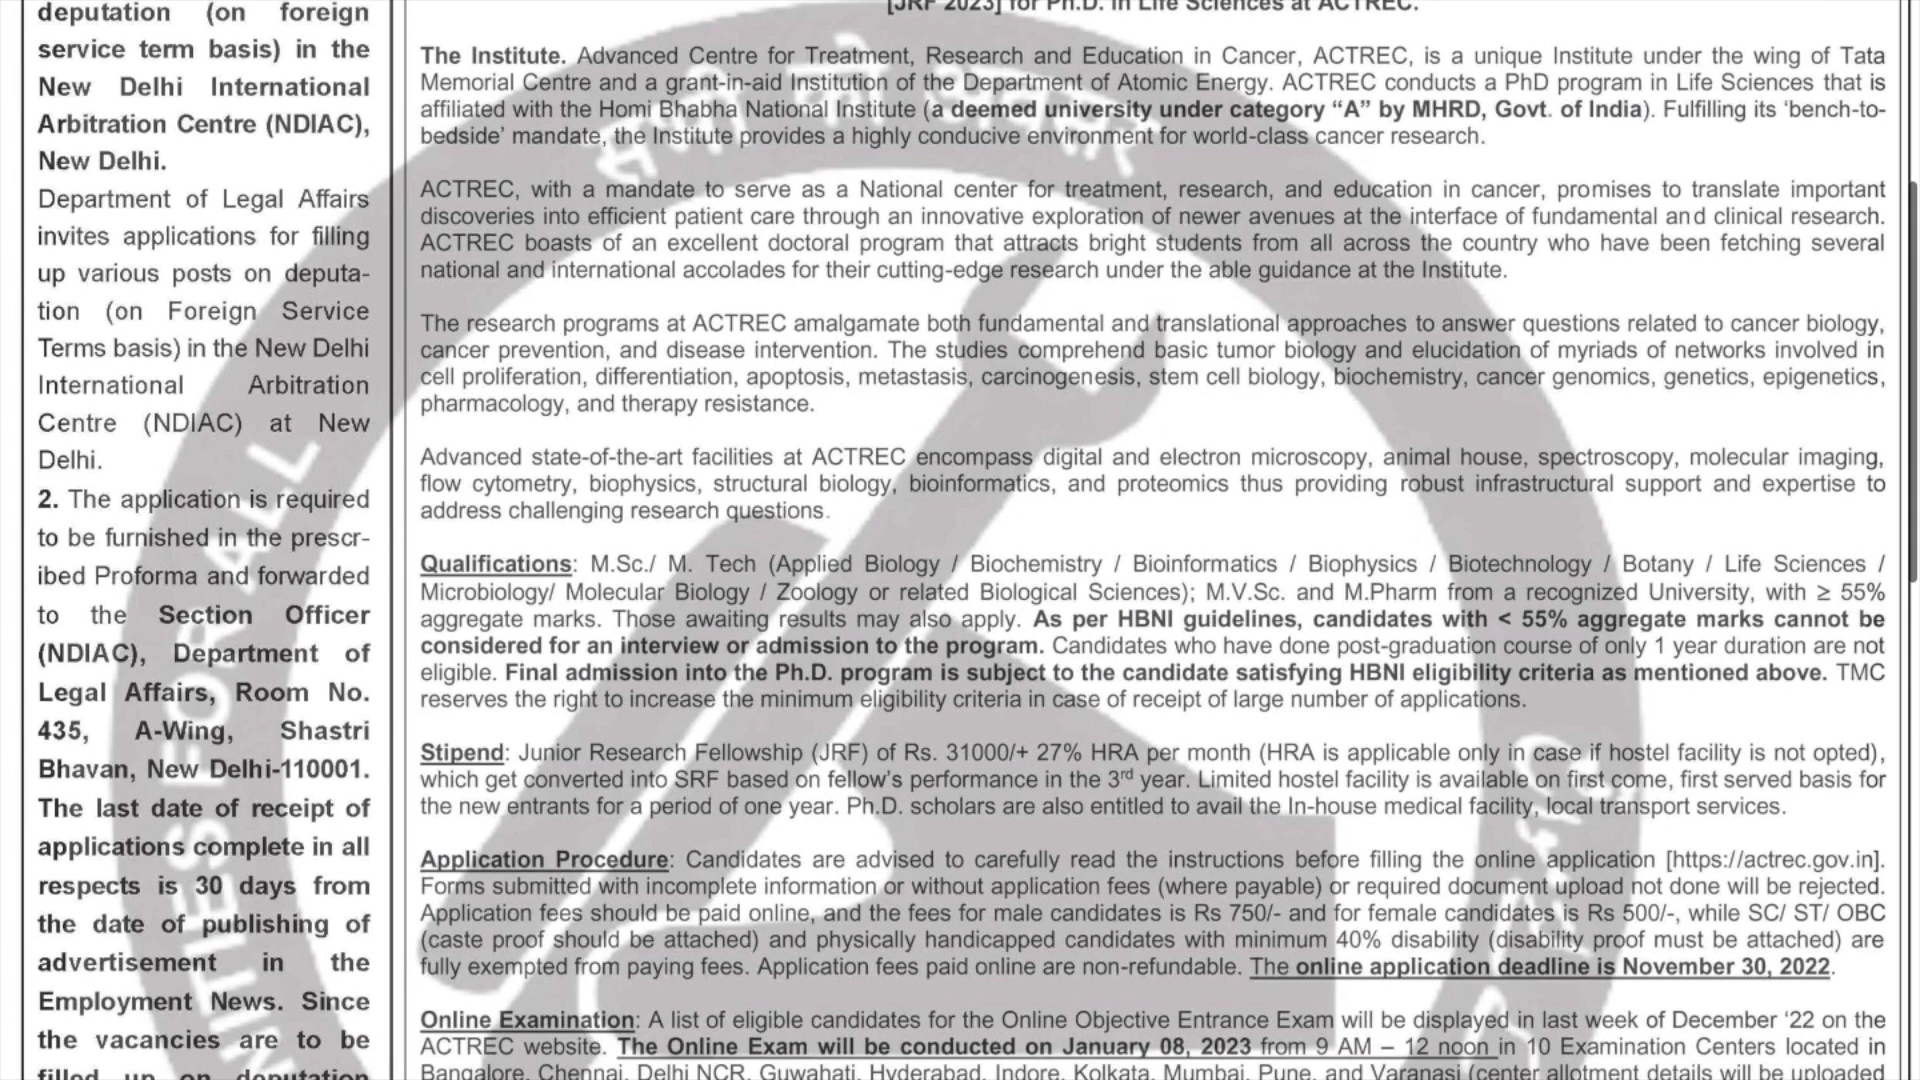 deputation (on foreign
service term basis) in the
New Delhi International
Arbitration Centre (NDIAC),
New Delhi.
Department of Legal Affairs
invites applications for filling
up various posts on deputa-
tion (on Foreign Service
Terms basis) in the New Delhi
International Arbitration
Centre (NDIAC) at New
Delhi.
2. The application is required
to be furnished in the prescr-
ibed Proforma and forwarded
to the Section Officer
(NDIAC), Department of
Legal Affairs, Room No.
435, A-Wing, Shastri
Bhavan, New Delhi-110001.
The last date of receipt of
applications complete in all
respects is 30 days from
the date of publishing of
advertisement in the
Employment News. Since
the vacancies are to be
filled up on deputation
[JRF 2023] for Ph.D. in Life Sciences at ACTREC.
The Institute. Advanced Centre for Treatment, Research and Education in Cancer, ACTREC, is a unique Institute under the wing of Tata
Memorial Centre and a grant-in-aid Institution of the Department of Atomic Energy. ACTREC conducts a PhD program in Life Sciences that is
affiliated with the Homi Bhabha National Institute (a deemed university under category “A” by MHRD, Govt. of India). Fulfilling its ‘bench-to-
bedside’ mandate, the Institute provides a highly conducive environment for world-class cancer research.
ACTREC, with a mandate to serve as a National center for treatment, research, and education in cancer, promises to translate important
discoveries into efficient patient care through an innovative exploration of newer avenues at the interface of fundamental and clinical research.
ACTREC boasts of an excellent doctoral program that attracts bright students from all across the country who have been fetching several
national and international accolades for their cutting-edge research under the able guidance at the Institute.
The research programs at ACTREC amalgamate both fundamental and translational approaches to answer questions related to cancer biology,
cancer prevention, and disease intervention. The studies comprehend basic tumor biology and elucidation of myriads of networks involved in
cell proliferation, differentiation, apoptosis, metastasis, carcinogenesis, stem cell biology, biochemistry, cancer genomics, genetics, epigenetics,
pharmacology, and therapy resistance.
Advanced state-of-the-art facilities at ACTREC encompass digital and electron microscopy, animal house, spectroscopy, molecular imaging,
flow cytometry, biophysics, structural biology, bioinformatics, and proteomics thus providing robust infrastructural support and expertise to
address challenging research questions.
Qualifications: M.Sc./ M. Tech (Applied Biology / Biochemistry / Bioinformatics / Biophysics / Biotechnology / Botany / Life Sciences /
Microbiology/ Molecular Biology / Zoology or related Biological Sciences); M.V.Sc. and M.Pharm from a recognized University, with ≥ 55%
aggregate marks. Those awaiting results may also apply. As per HBNI guidelines, candidates with < 55% aggregate marks cannot be
considered for an interview or admission to the program. Candidates who have done post-graduation course of only 1 year duration are not
eligible. Final admission into the Ph.D. program is subject to the candidate satisfying HBNI eligibility criteria as mentioned above. TMC
reserves the right to increase the minimum eligibility criteria in case of receipt of large number of applications.
Stipend: Junior Research Fellowship (JRF) of Rs. 31000/+ 27% HRA per month (HRA is applicable only in case if hostel facility is not opted),
which get converted into SRF based on fellow’s performance in the 3rd year. Limited hostel facility is available on first come, first served basis for
the new entrants for a period of one year. Ph.D. scholars are also entitled to avail the In-house medical facility, local transport services.
Application Procedure: Candidates are advised to carefully read the instructions before filling the online application [https://actrec.gov.in].
Forms submitted with incomplete information or without application fees (where payable) or required document upload not done will be rejected.
Application fees should be paid online, and the fees for male candidates is Rs 750/- and for female candidates is Rs 500/-, while SC/ ST/ OBC
(caste proof should be attached) and physically handicapped candidates with minimum 40% disability (disability proof must be attached) are
fully exempted from paying fees. Application fees paid online are non-refundable. The online application deadline is November 30, 2022.
Online Examination: A list of eligible candidates for the Online Objective Entrance Exam will be displayed in last week of December ‘22 on the
ACTREC website. The Online Exam will be conducted on January 08, 2023 from 9 AM – 12 noon in 10 Examination Centers located in
Bangalore, Chennai, Delhi NCR, Guwahati, Hyderabad, Indore, Kolkata, Mumbai, Pune, and Varanasi (center allotment details will be uploaded